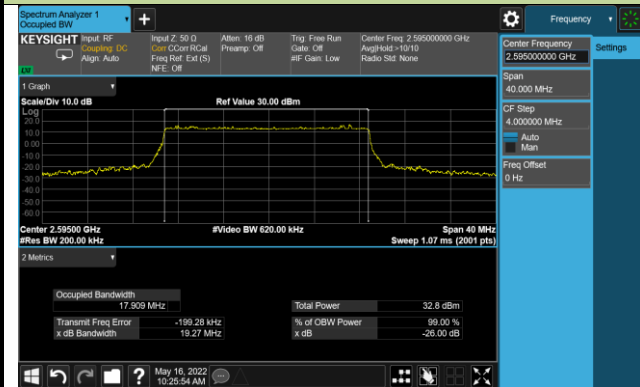 Spectrum Analyzer 1
Occupied BW
+
Frequency
KEYSIGHT
Input: RF
Coupling: DC
Align: Auto
Input Z: 50 Ω
Corr CCorr RCal
Freq Ref: Ext (S)
NFE: Off
Atten: 16 dB
Preamp: Off
Trig: Free Run
Gate: Off
#IF Gain: Low
Center Freq: 2.595000000 GHz
Avg|Hold:>10/10
Radio Std: None
Center Frequency
2.595000000 GHz
Settings
Span
40.000 MHz
CF Step
4.000000 MHz
Auto
Man
Freq Offset
0 Hz
1 Graph
Scale/Div 10.0 dB
Ref Value 30.00 dBm
Log
20.0
10.0
0.00
-10.0
-20.0
-30.0
-40.0
-50.0
-60.0
Center 2.59500 GHz
#Video BW 620.00 kHz
Span 40 MHz
#Res BW 200.00 kHz
Sweep 1.07 ms (2001 pts)
2 Metrics
Occupied Bandwidth
17.909 MHz
Total Power 32.8 dBm
Transmit Freq Error -199.28 kHz
% of OBW Power 99.00 %
x dB Bandwidth 19.27 MHz
x dB -26.00 dB
?
May 16, 2022
10:25:54 AM